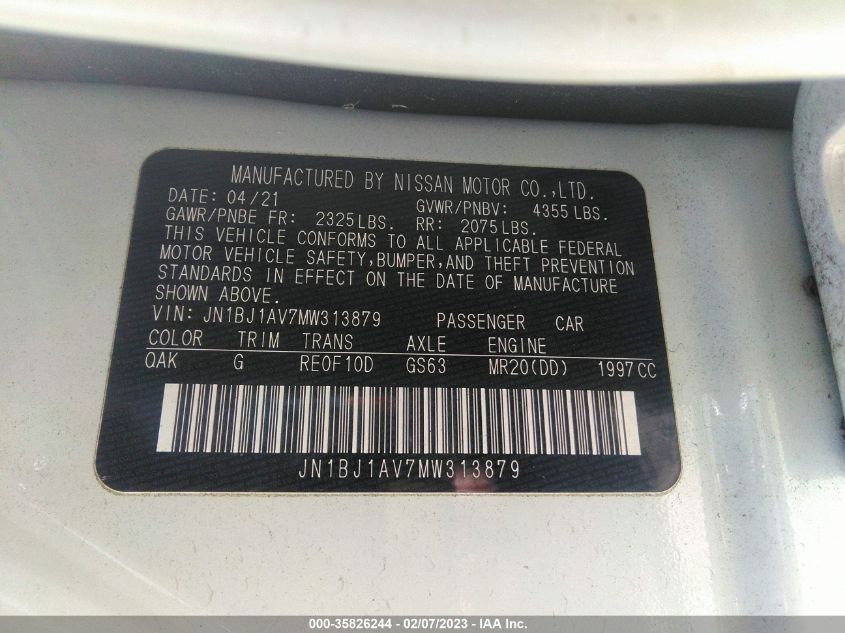 MANUFACTURED BY NISSAN MOTOR CO.,LTD.
DATE: 04/21 GVWR/PNBV: 4355 LBS.
GAWR/PNBE FR: 2325 LBS. RR: 2075 LBS.
THIS VEHICLE CONFORMS TO ALL APPLICABLE FEDERAL
MOTOR VEHICLE SAFETY,BUMPER,AND THEFT PREVENTION
STANDARDS IN EFFECT ON THE DATE OF MANUFACTURE
SHOWN ABOVE.
VIN: JN1BJ1AV7MW313879 PASSENGER CAR
COLOR TRIM TRANS AXLE ENGINE
QAK G RE0F10D GS63 MR20(DD) 1997 CC
JN1BJ1AV7MW313879
000-35826244 - 02/07/2023 - IAA Inc.